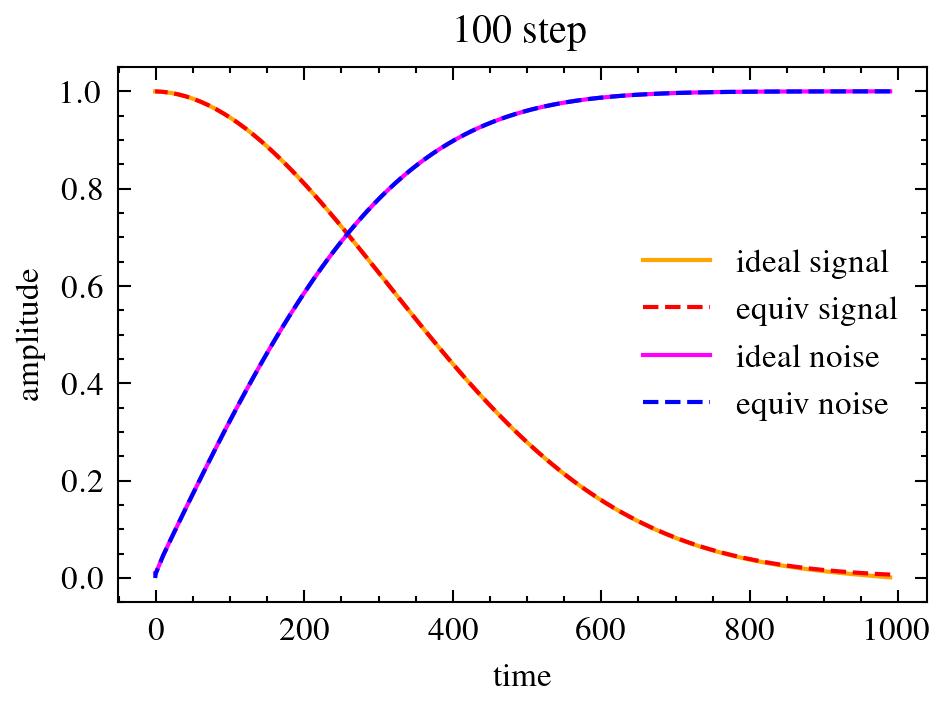 100 step
1.0
0.8
0.6
0.4
0.2
0.0
amplitude
ideal signal
equiv signal
ideal noise
equiv noise
0 200 400 600 800 1000
time